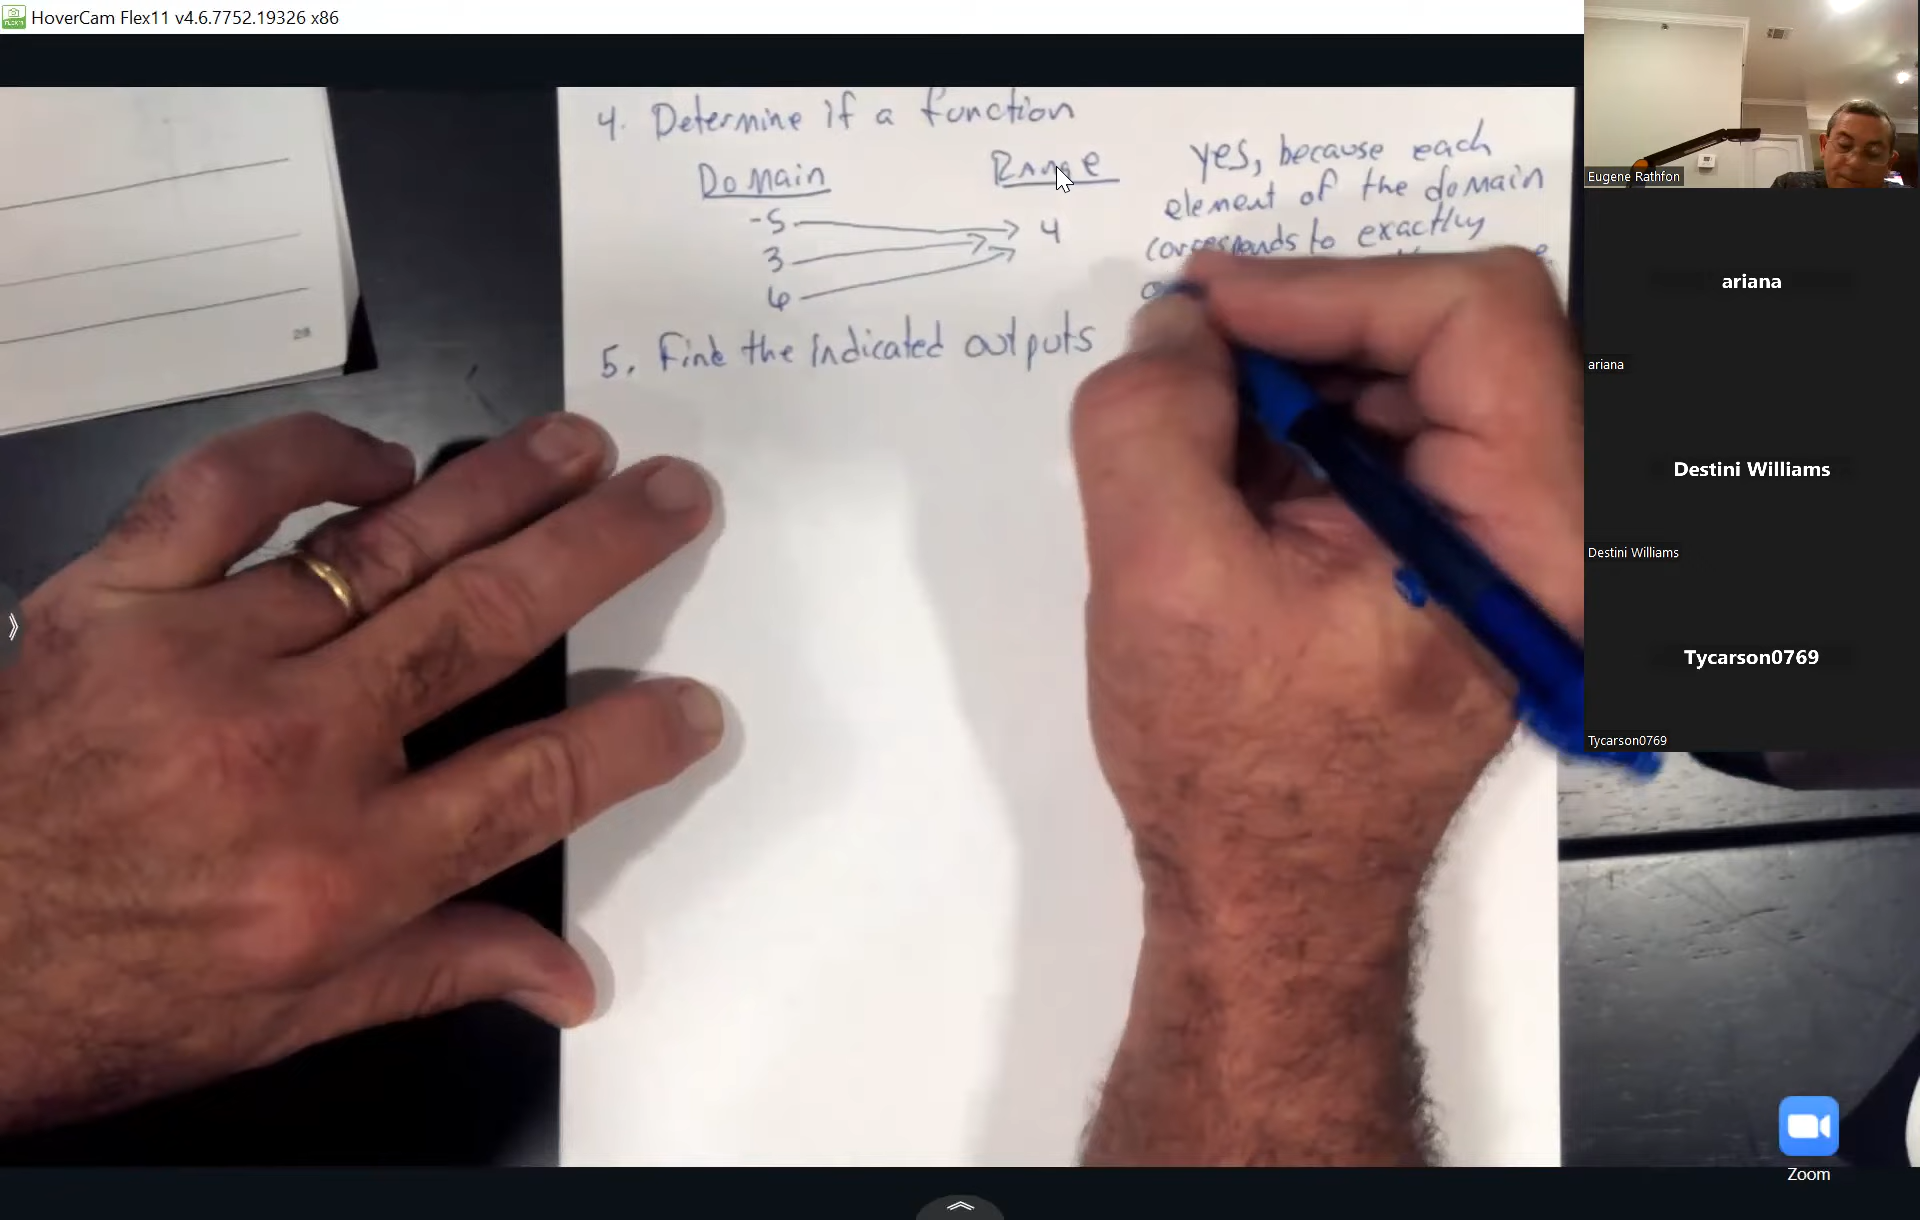 HoverCam Flex11 v4.6.7752.19326 x86
4. Determine if a function
Domain
Range
-5
3
6
4
yes, because each
element of the domain
corresponds to exactly
5. Find the indicated outputs
28
Eugene Rathfon
ariana
ariana
Destini Williams
Destini Williams
Tycarson0769
Tycarson0769
Zoom